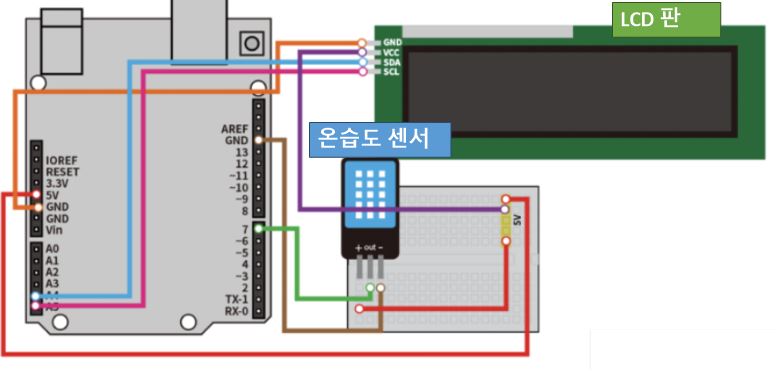 LCD 판
GND
VCC
SDA
SCL
온습도 센서
AREF
GND
13
12
~11
~10
~9
8
7
~6
~5
4
~3
2
TX-1
RX-0
IOREF
RESET
3.3V
5V
GND
GND
Vin
A0
A1
A2
A3
A4
A5
+ out -
5V